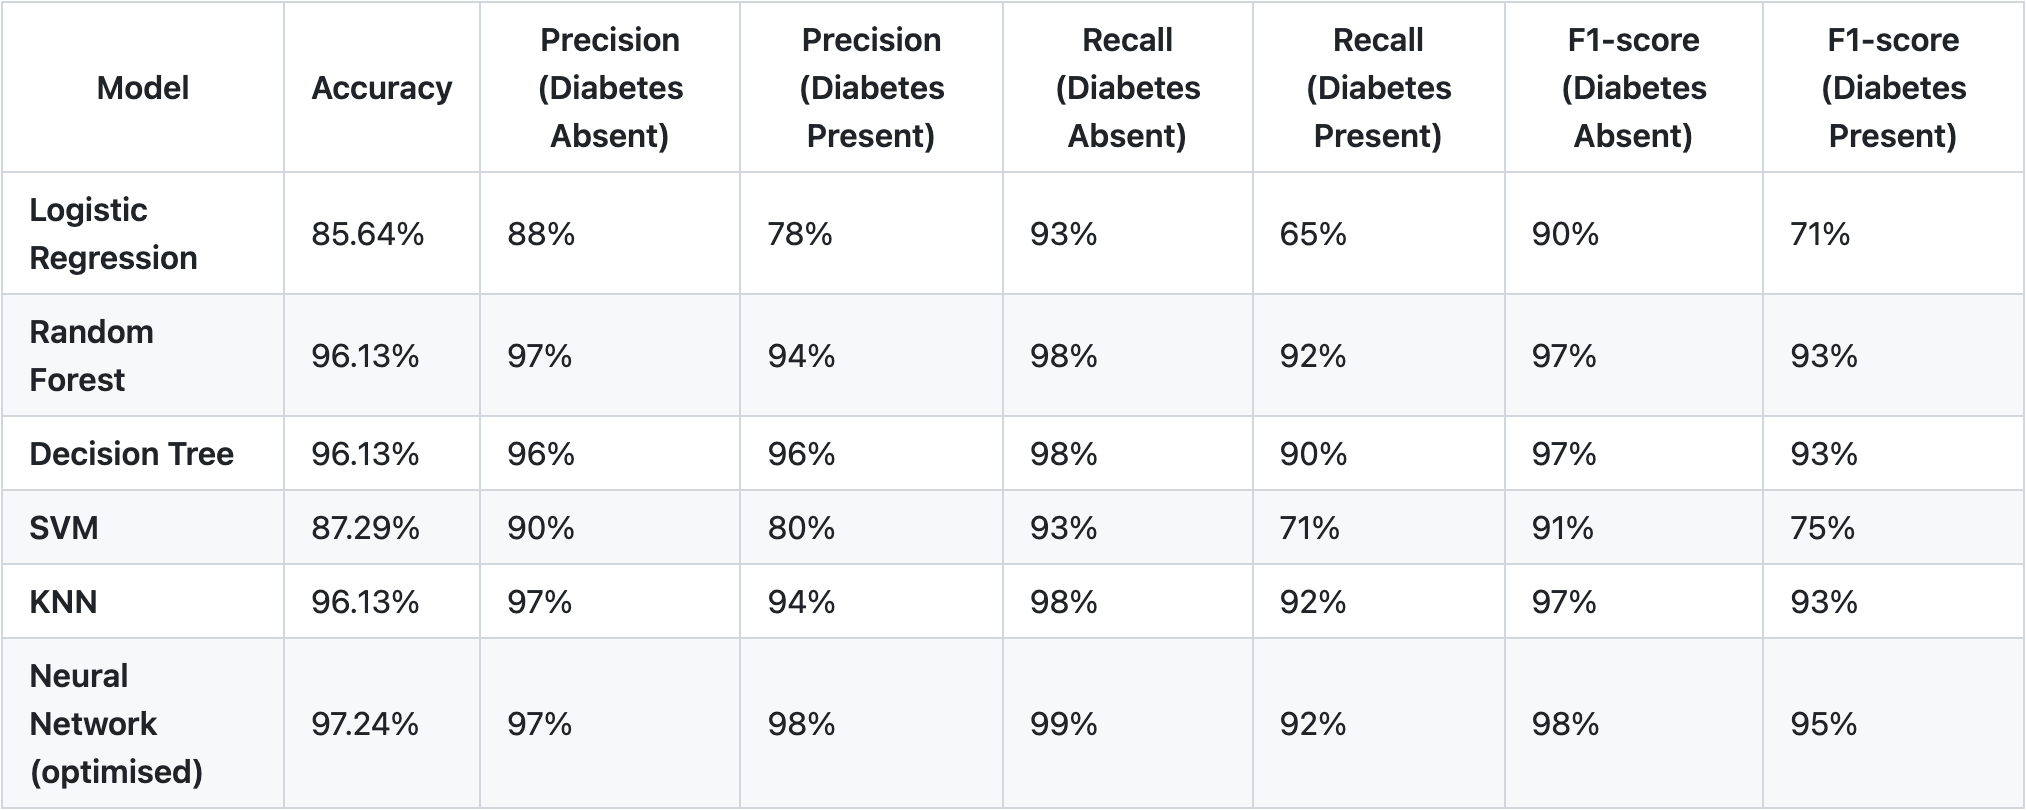 Model Accuracy Precision (Diabetes Absent) Precision (Diabetes Present) Recall (Diabetes Absent) Recall (Diabetes Present) F1-score (Diabetes Absent) F1-score (Diabetes Present)
Logistic Regression 85.64% 88% 78% 93% 65% 90% 71%
Random Forest 96.13% 97% 94% 98% 92% 97% 93%
Decision Tree 96.13% 96% 96% 98% 90% 97% 93%
SVM 87.29% 90% 80% 93% 71% 91% 75%
KNN 96.13% 97% 94% 98% 92% 97% 93%
Neural Network (optimised) 97.24% 97% 98% 99% 92% 98% 95%